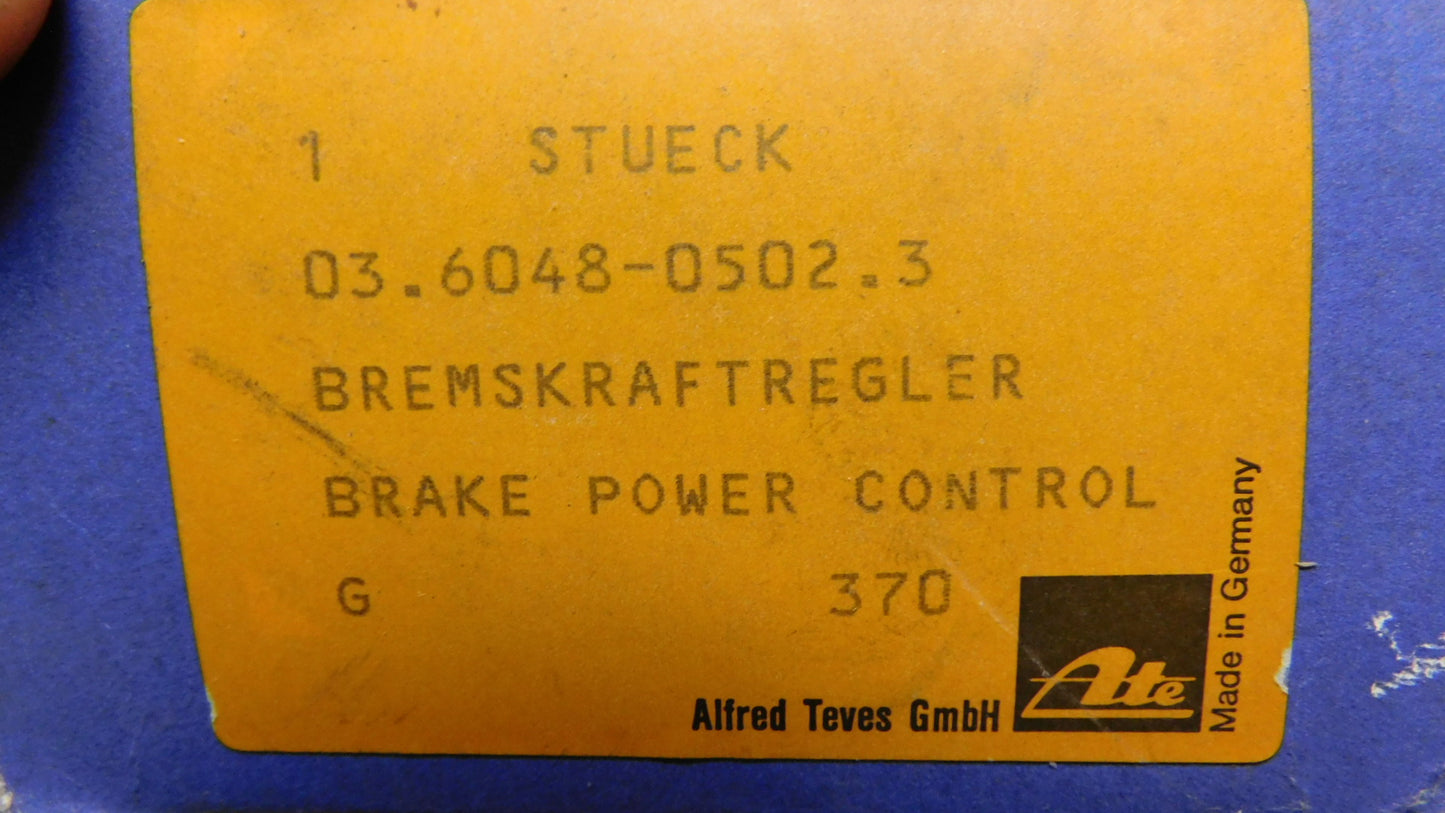 1 STUECK
03.6048-0502.3
BREMSKRAFTREGLER
BRAKE POWER CONTROL
G 370
Alfred Teves GmbH
Ate
Made in Germany